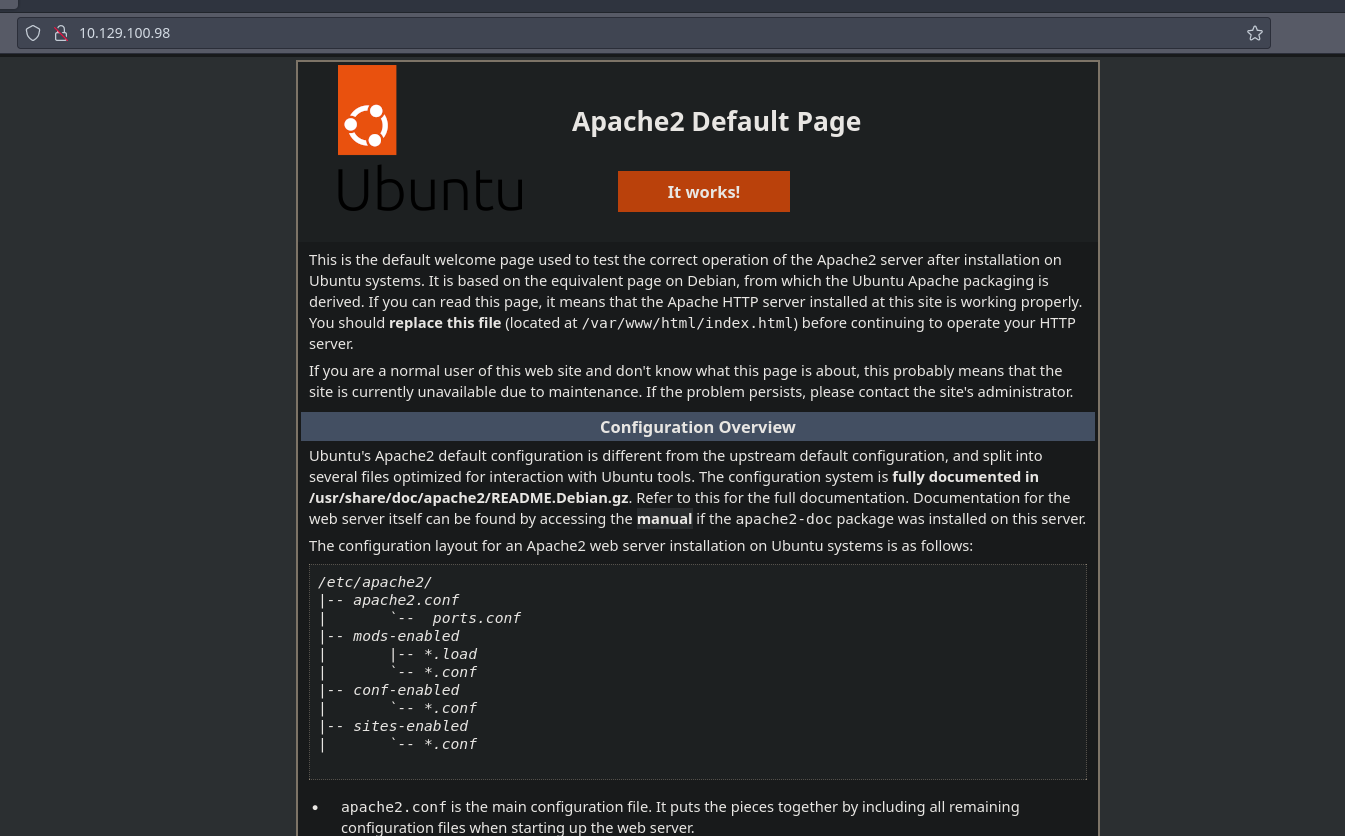 10.129.100.98
Apache2 Default Page
Ubuntu
It works!
This is the default welcome page used to test the correct operation of the Apache2 server after installation on
Ubuntu systems. It is based on the equivalent page on Debian, from which the Ubuntu Apache packaging is
derived. If you can read this page, it means that the Apache HTTP server installed at this site is working properly.
You should replace this file (located at /var/www/html/index.html) before continuing to operate your HTTP
server.
If you are a normal user of this web site and don't know what this page is about, this probably means that the
site is currently unavailable due to maintenance. If the problem persists, please contact the site's administrator.
Configuration Overview
Ubuntu's Apache2 default configuration is different from the upstream default configuration, and split into
several files optimized for interaction with Ubuntu tools. The configuration system is fully documented in
/usr/share/doc/apache2/README.Debian.gz. Refer to this for the full documentation. Documentation for the
web server itself can be found by accessing the manual if the apache2-doc package was installed on this server.
The configuration layout for an Apache2 web server installation on Ubuntu systems is as follows:
/etc/apache2/
|-- apache2.conf
|       `--  ports.conf
|-- mods-enabled
|       |-- *.load
|       `-- *.conf
|-- conf-enabled
|       `-- *.conf
|-- sites-enabled
|       `-- *.conf
• apache2.conf is the main configuration file. It puts the pieces together by including all remaining
configuration files when starting up the web server.